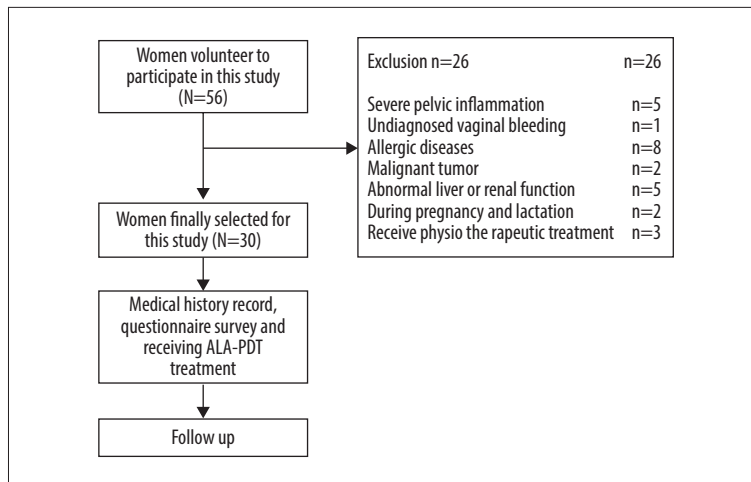 Women volunteer to
participate in this study
(N=56)
Exclusion n=26 n=26
Severe pelvic inflammation n=5
Undiagnosed vaginal bleeding n=1
Allergic diseases n=8
Malignant tumor n=2
Abnormal liver or renal function n=5
During pregnancy and lactation n=2
Receive physio the rapeutic treatment n=3
Women finally selected for
this study (N=30)
Medical history record,
questionnaire survey and
receiving ALA-PDT
treatment
Follow up